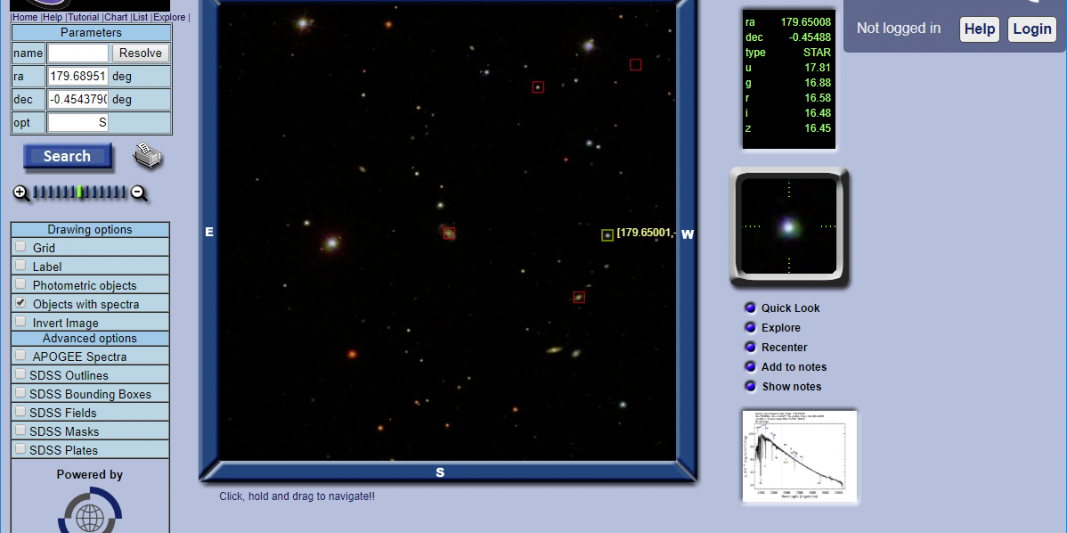 Home |Help |Tutorial |Chart |List |Explore |
Parameters
name Resolve
ra 179.68951 deg
dec -0.4543790 deg
opt S
Search
Drawing options
Grid
Label
Photometric objects
Objects with spectra
Invert Image
Advanced options
APOGEE Spectra
SDSS Outlines
SDSS Bounding Boxes
SDSS Fields
SDSS Masks
SDSS Plates
Powered by
E
[179.65001,-
W
S
Click, hold and drag to navigate!!
ra 179.65008
dec -0.45488
type STAR
u 17.81
g 16.88
r 16.58
i 16.48
z 16.45
Quick Look
Explore
Recenter
Add to notes
Show notes
Not logged in Help Login